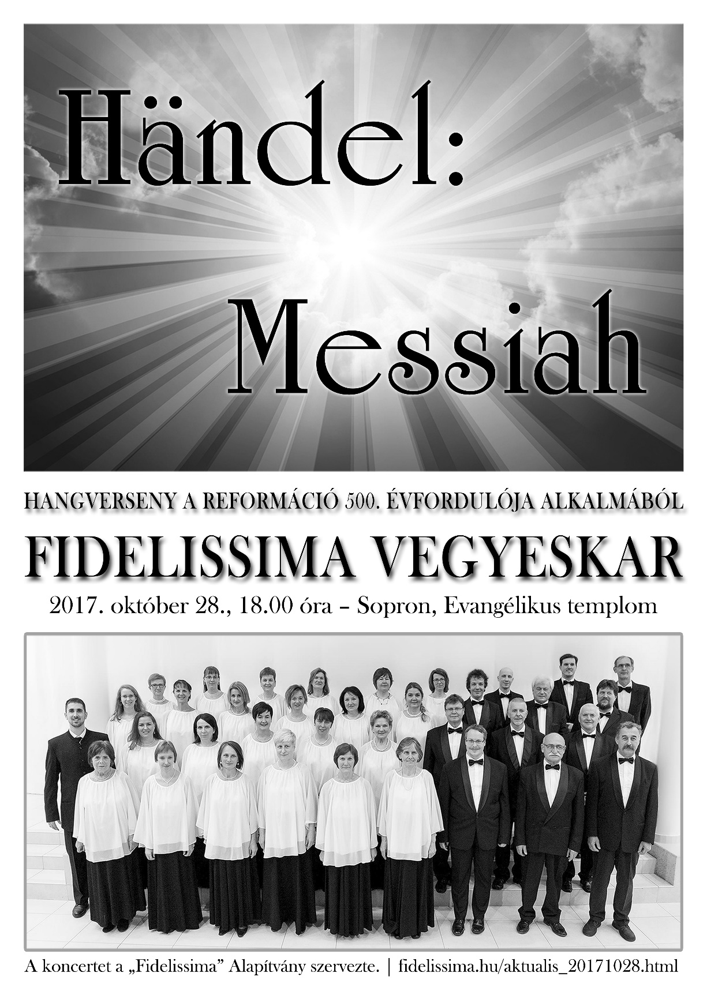 Händel:
Messiah
HANGVERSENY A REFORMÁCIÓ 500. ÉVFORDULÓJA ALKALMÁBÓL
FIDELISSIMA VEGYESKAR
2017. október 28., 18.00 óra – Sopron, Evangélikus templom
A koncertet a „Fidelissima” Alapítvány szervezte. | fidelissima.hu/aktualis_20171028.html